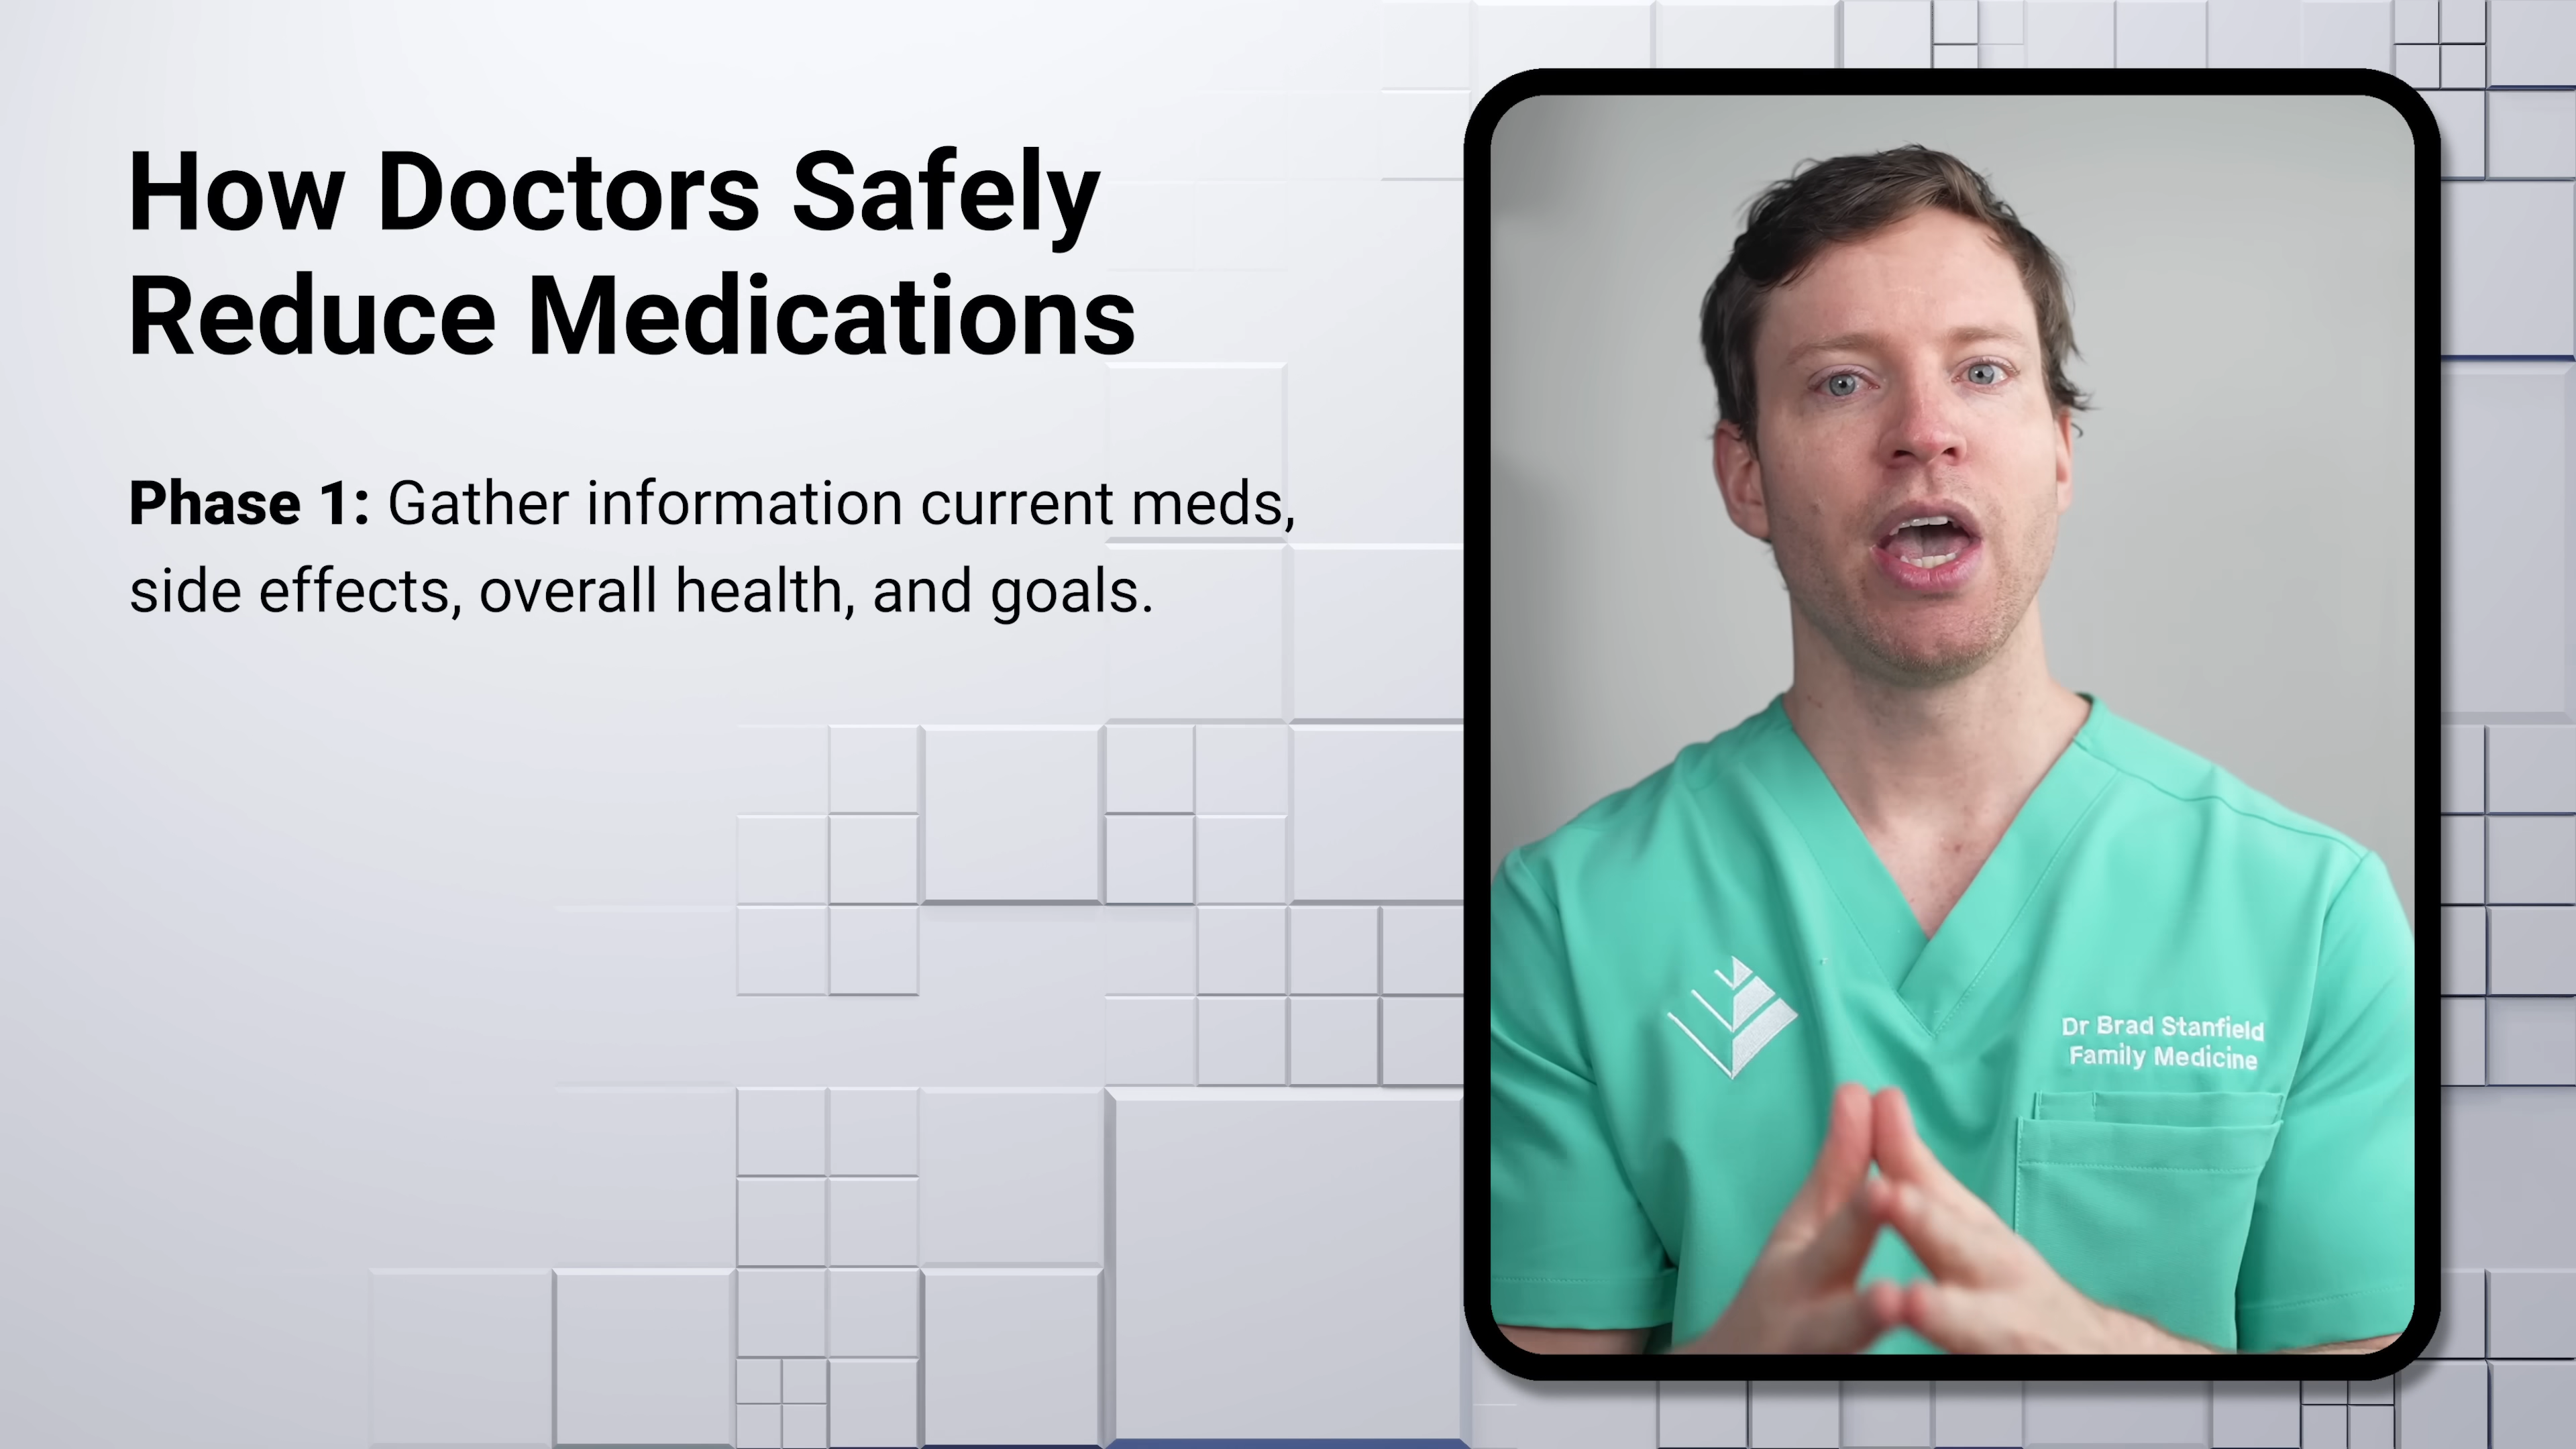 How Doctors Safely
Reduce Medications
Phase 1: Gather information current meds,
side effects, overall health, and goals.
Dr Brad Stanfield
Family Medicine